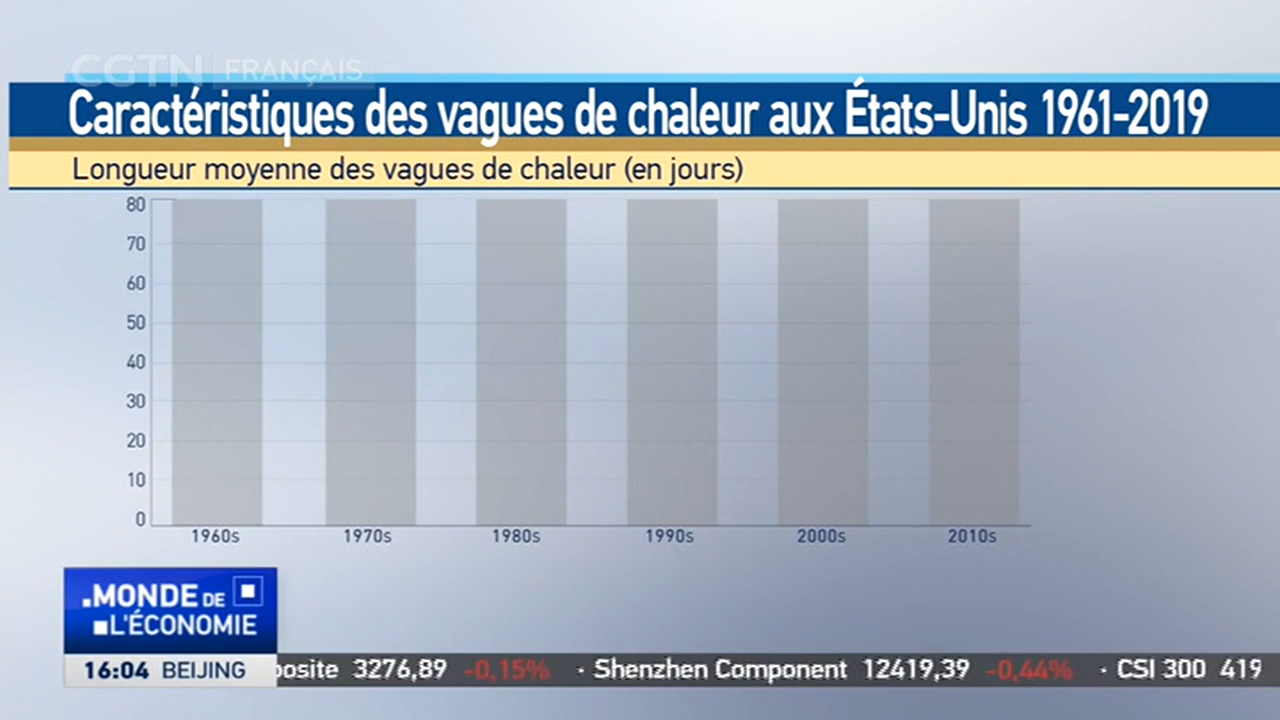 CGTN FRANÇAIS
Caractéristiques des vagues de chaleur aux États-Unis 1961-2019
Longueur moyenne des vagues de chaleur (en jours)
80
70
60
50
40
30
20
10
0
1960s 1970s 1980s 1990s 2000s 2010s
.MONDE DE
L'ÉCONOMIE
16:04 BEIJING
posite 3276,89 -0,15% · Shenzhen Component 12419,39 -0,44% · CSI 300 419